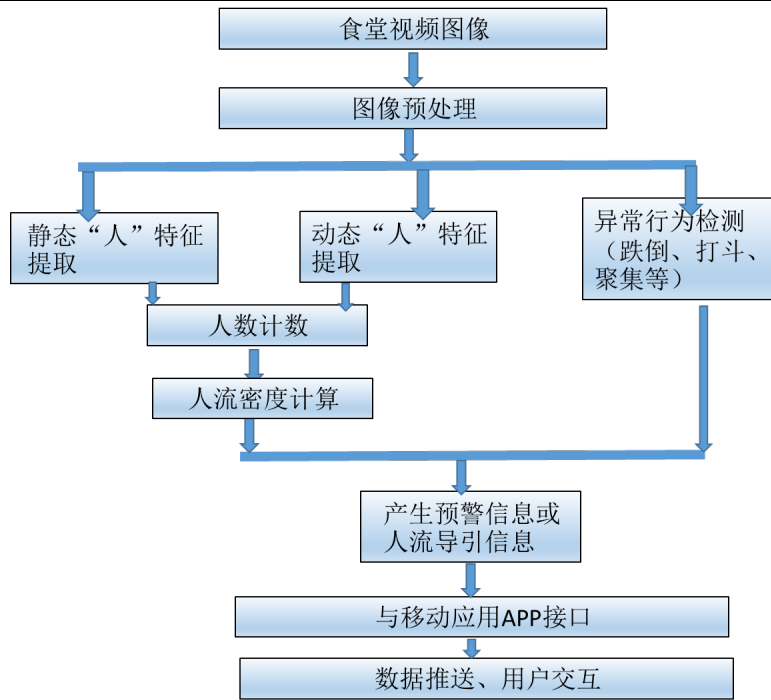 食堂视频图像
图像预处理
静态“人”特征
提取
动态“人”特征
提取
异常行为检测
（跌倒、打斗、
聚集等）
人数计数
人流密度计算
产生预警信息或
人流导引信息
与移动应用APP接口
数据推送、用户交互